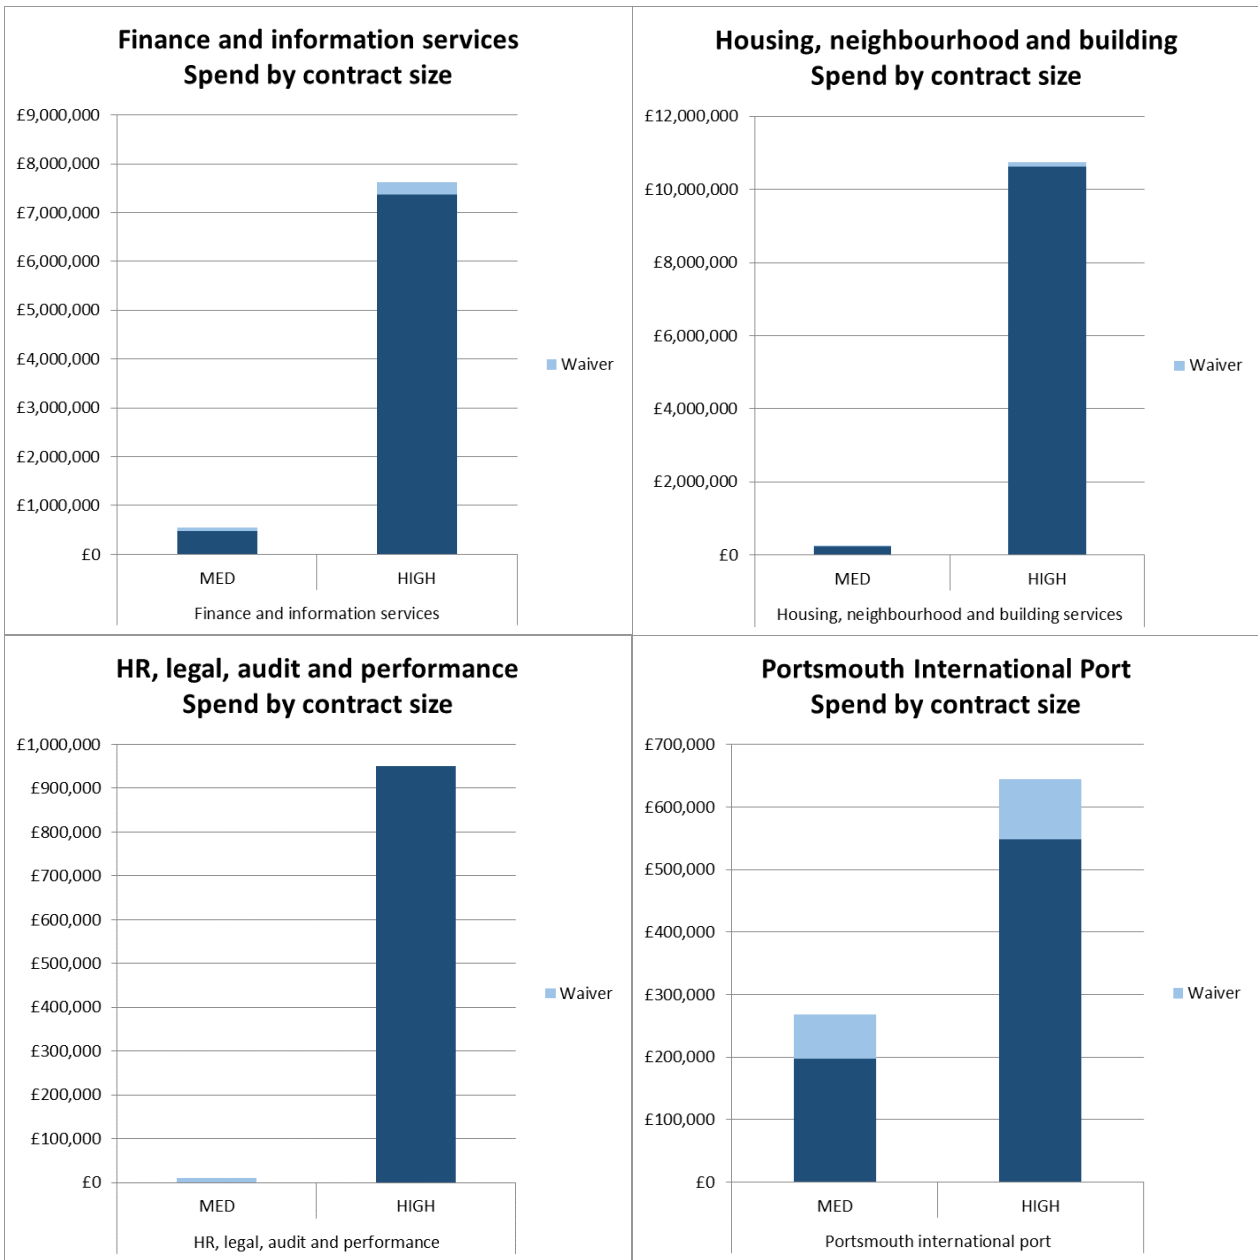 Finance and information services
Spend by contract size
£9,000,000
£8,000,000
£7,000,000
£6,000,000
£5,000,000
£4,000,000
£3,000,000
£2,000,000
£1,000,000
£0
Waiver
MED
HIGH
Finance and information services
Housing, neighbourhood and building
Spend by contract size
£12,000,000
£10,000,000
£8,000,000
£6,000,000
£4,000,000
£2,000,000
£0
Waiver
MED
HIGH
Housing, neighbourhood and building services
HR, legal, audit and performance
Spend by contract size
£1,000,000
£900,000
£800,000
£700,000
£600,000
£500,000
£400,000
£300,000
£200,000
£100,000
£0
Waiver
MED
HIGH
HR, legal, audit and performance
Portsmouth International Port
Spend by contract size
£700,000
£600,000
£500,000
£400,000
£300,000
£200,000
£100,000
£0
Waiver
MED
HIGH
Portsmouth international port